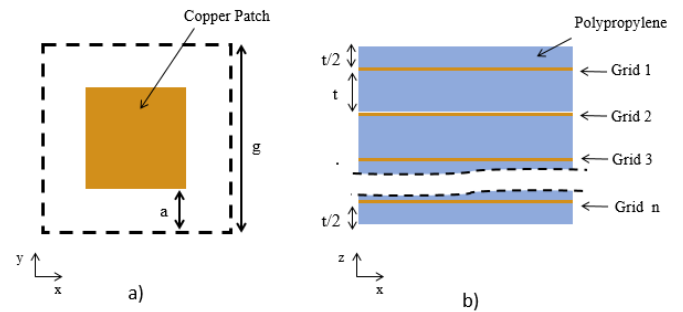 Copper Patch
g
a
y
x
a)
Polypropylene
t/2
Grid 1
t
Grid 2
Grid 3
t/2
Grid n
z
x
b)